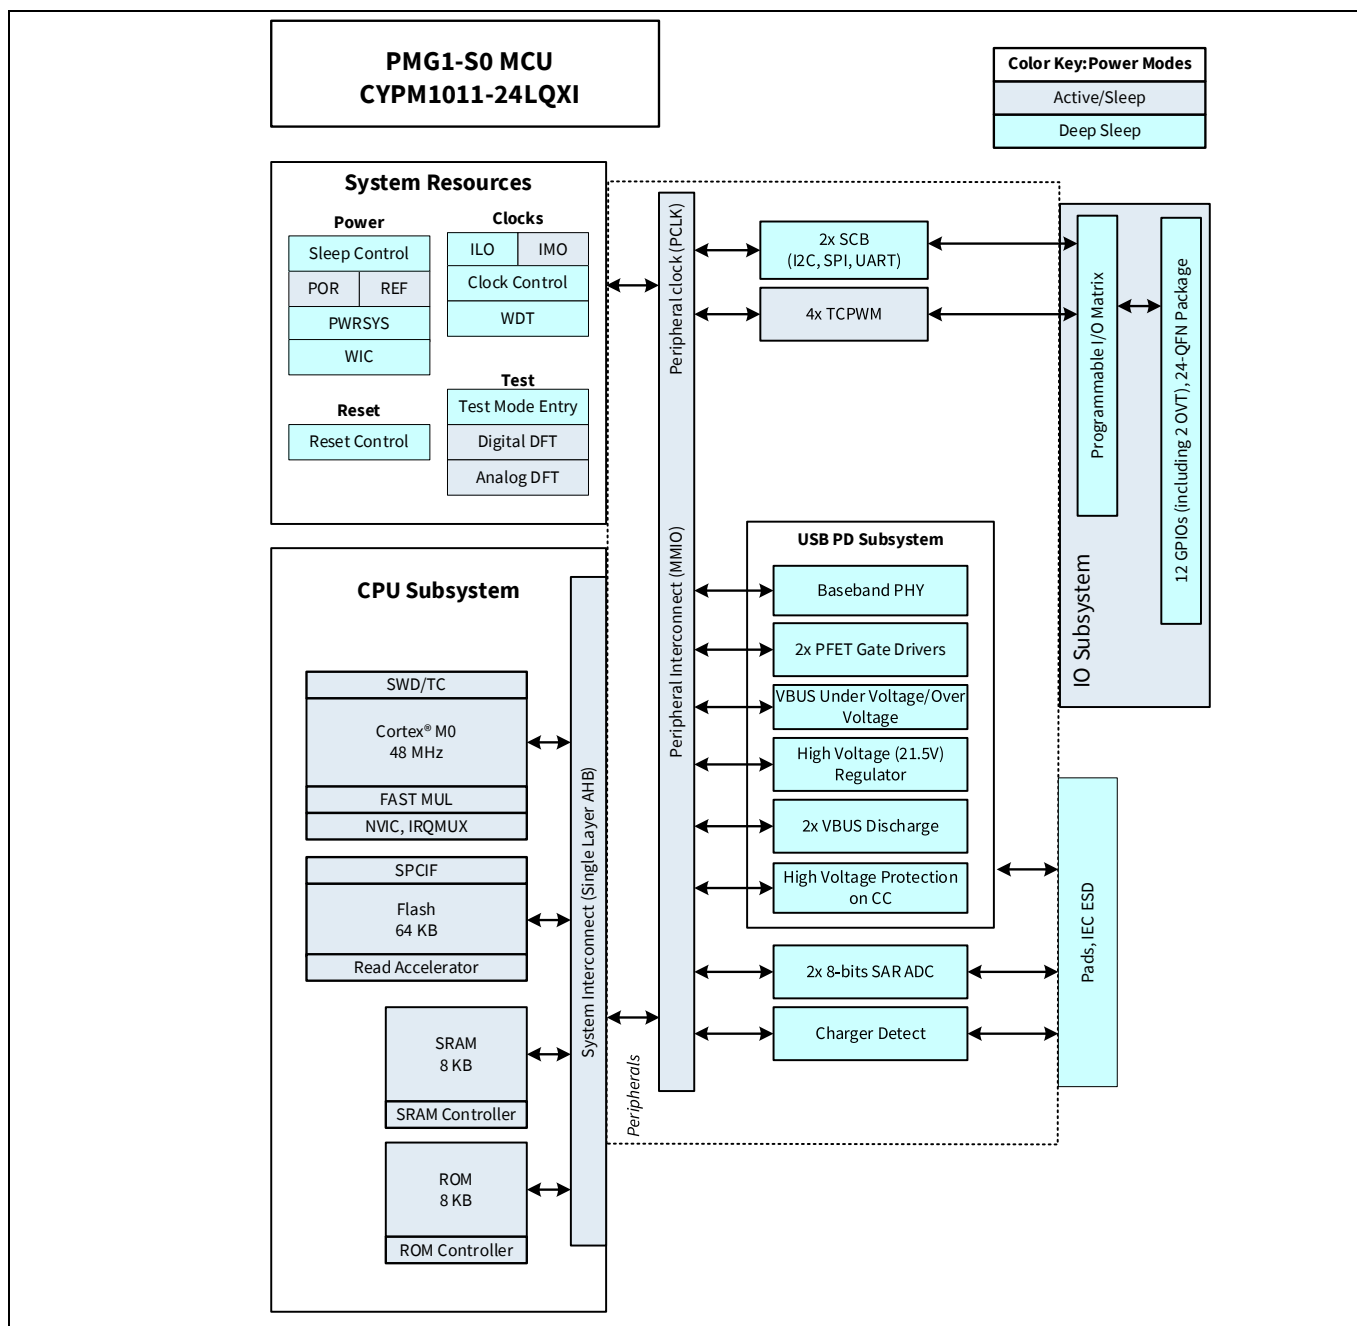 PMG1-S0 MCU
CYPM1011-24LQXI
Color Key:Power Modes
Active/Sleep
Deep Sleep
System Resources
Power
Sleep Control
POR REF
PWRSYS
WIC
Clocks
ILO IMO
Clock Control
WDT
Test
Test Mode Entry
Digital DFT
Analog DFT
Reset
Reset Control
CPU Subsystem
SWD/TC
Cortex® M0
48 MHz
FAST MUL
NVIC, IRQMUX
SPCIF
Flash
64 KB
Read Accelerator
SRAM
8 KB
SRAM Controller
ROM
8 KB
ROM Controller
System Interconnect (Single Layer AHB)
Peripherals
Peripheral clock (PCLK)
Peripheral Interconnect (MMIO)
2x SCB
(I2C, SPI, UART)
4x TCPWM
USB PD Subsystem
Baseband PHY
2x PFET Gate Drivers
VBUS Under Voltage/Over
Voltage
High Voltage (21.5V)
Regulator
2x VBUS Discharge
High Voltage Protection
on CC
2x 8-bits SAR ADC
Charger Detect
IO Subsystem
Programmable I/O Matrix
12 GPIOs (including 2 OVT), 24-QFN Package
Pads, IEC ESD